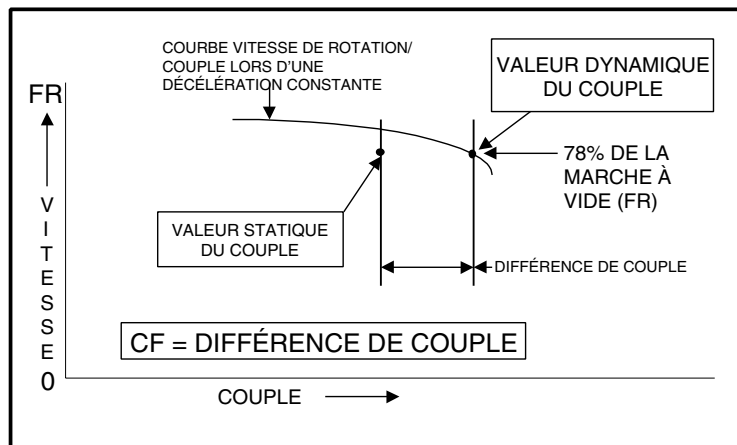 COURBE VITESSE DE ROTATION/
COUPLE LORS D'UNE
DÉCÉLÉRATION CONSTANTE
VALEUR DYNAMIQUE
DU COUPLE
FR
78% DE LA
MARCHE À
VIDE (FR)
VITESSE
VALEUR STATIQUE
DU COUPLE
DIFFÉRENCE DE COUPLE
CF = DIFFÉRENCE DE COUPLE
0
COUPLE